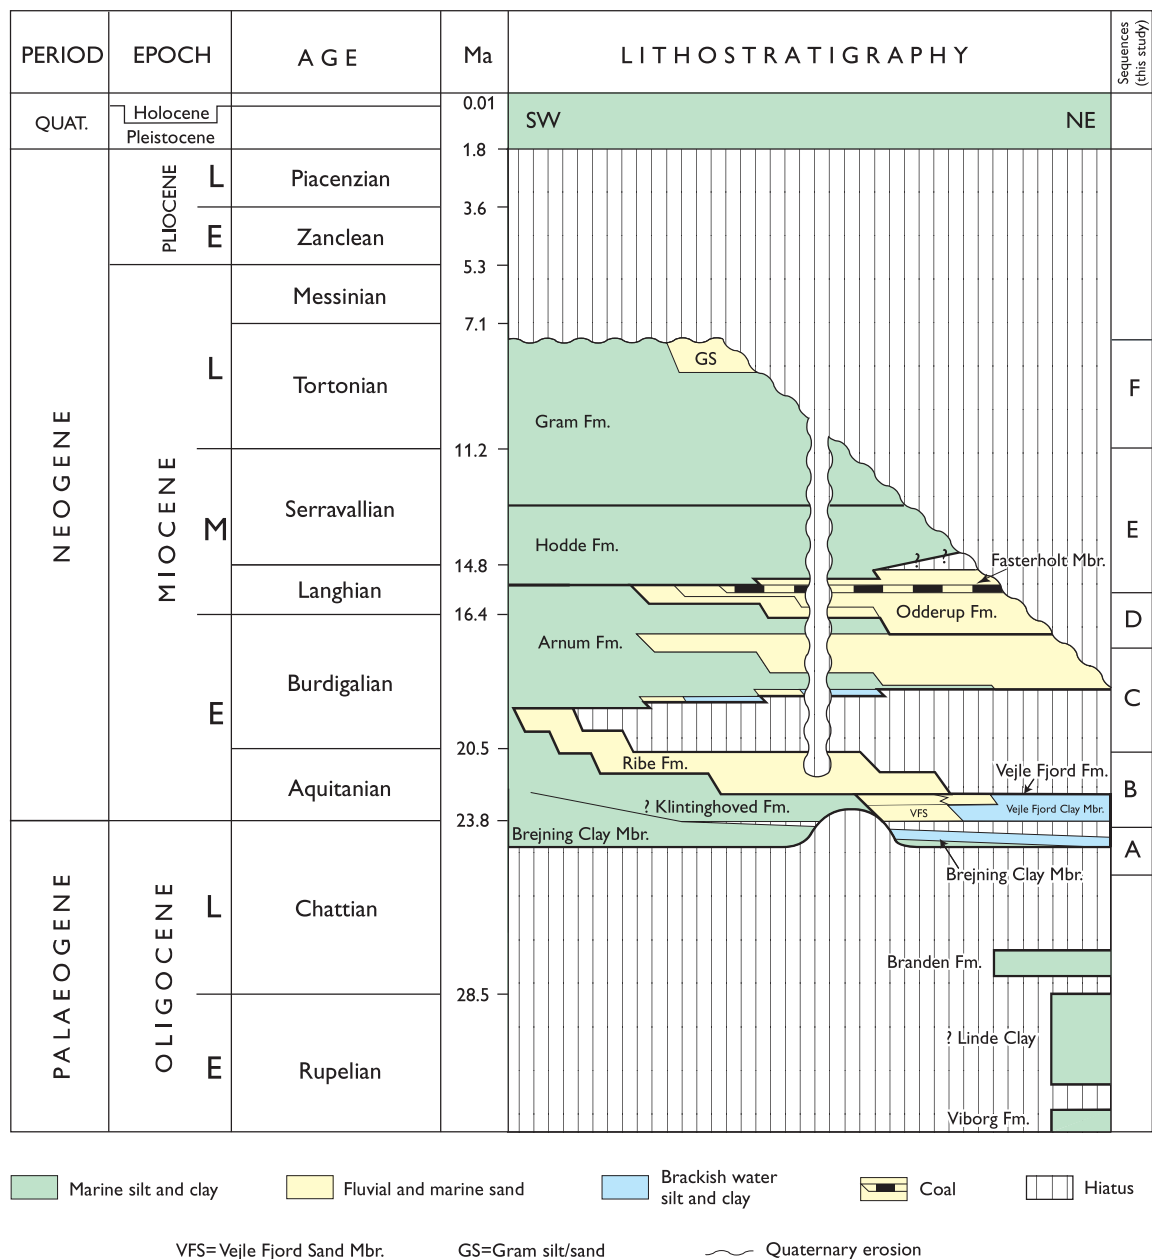 PERIOD EPOCH AGE Ma LITHOSTRATIGRAPHY Sequences
(this study)
QUAT. Holocene 0.01 SW NE
Pleistocene
1.8
PLIOCENE L Piacenzian
3.6
E Zanclean
5.3
Messinian
7.1
GS
L Tortonian F
Gram Fm.
NEOGENE
11.2
MIOCENE
Serravallian
M E
Hodde Fm.
? ? Fasterholt Mbr.
14.8
Langhian
Odderup Fm. D
16.4
Arnum Fm.
Burdigalian C
E
20.5
Ribe Fm.
Vejle Fjord Fm.
Aquitanian B
? Klintinghoved Fm. VFS Vejle Fjord Clay Mbr.
23.8
Brejning Clay Mbr.
A
Brejning Clay Mbr.
PALAEOGENE
OLIGOCENE
L Chattian
Branden Fm.
28.5
? Linde Clay
E Rupelian
Viborg Fm.
Marine silt and clay Fluvial and marine sand Brackish water
silt and clay Coal Hiatus
VFS= Vejle Fjord Sand Mbr. GS=Gram silt/sand Quaternary erosion